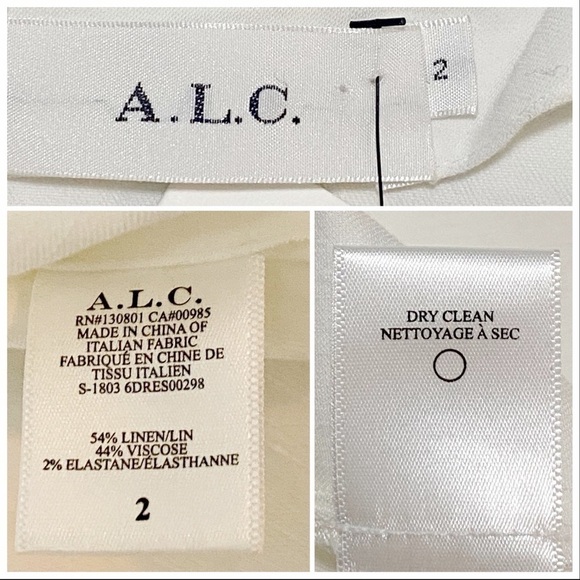 A.L.C.
2
A.L.C.
RN#130801 CA#00985
MADE IN CHINA OF
ITALIAN FABRIC
FABRIQUÉ EN CHINE DE
TISSU ITALIEN
S-1803 6DRES00298
54% LINEN/LIN
44% VISCOSE
2% ELASTANE/ÉLASTHANNE
2
DRY CLEAN
NETTOYAGE À SEC